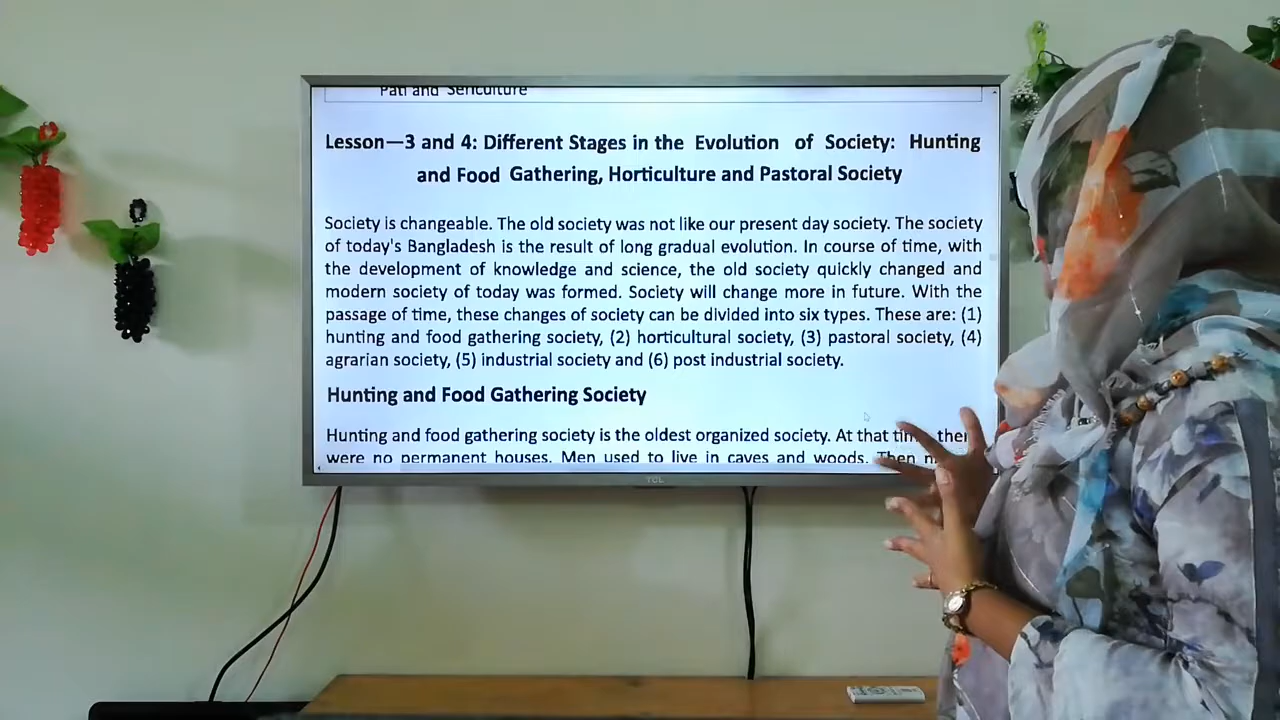 Pati and Sericulture
Lesson—3 and 4: Different Stages in the Evolution of Society: Hunting
and Food Gathering, Horticulture and Pastoral Society
Society is changeable. The old society was not like our present day society. The society
of today's Bangladesh is the result of long gradual evolution. In course of time, with
the development of knowledge and science, the old society quickly changed and
modern society of today was formed. Society will change more in future. With the
passage of time, these changes of society can be divided into six types. These are: (1)
hunting and food gathering society, (2) horticultural society, (3) pastoral society, (4)
agrarian society, (5) industrial society and (6) post industrial society.
Hunting and Food Gathering Society
Hunting and food gathering society is the oldest organized society. At that
were no permanent houses. Men used to live in caves and woods. Then
TCL